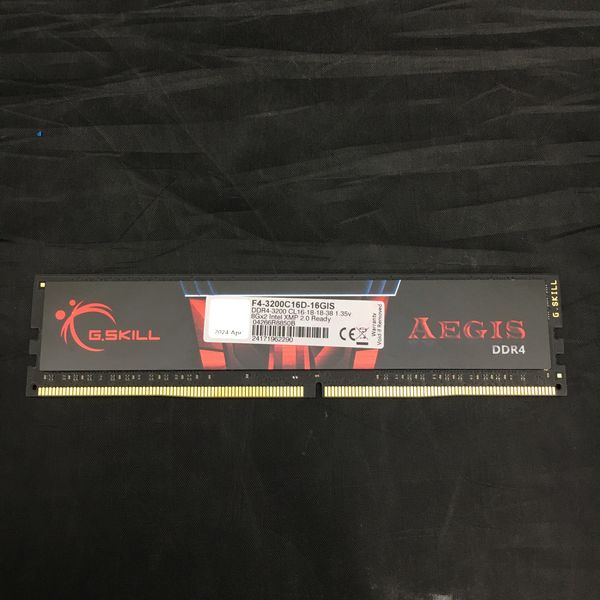 G.SKILL
2024 Apr
F4-3200C16D-16GIS
DDR4-3200 CL16-18-18-38 1.35v
8Gx2 Intel XMP 2.0 Ready
04266R8850B
24171962290
Warranty
Void if Removed
AEGIS
DDR4
G.SKILL